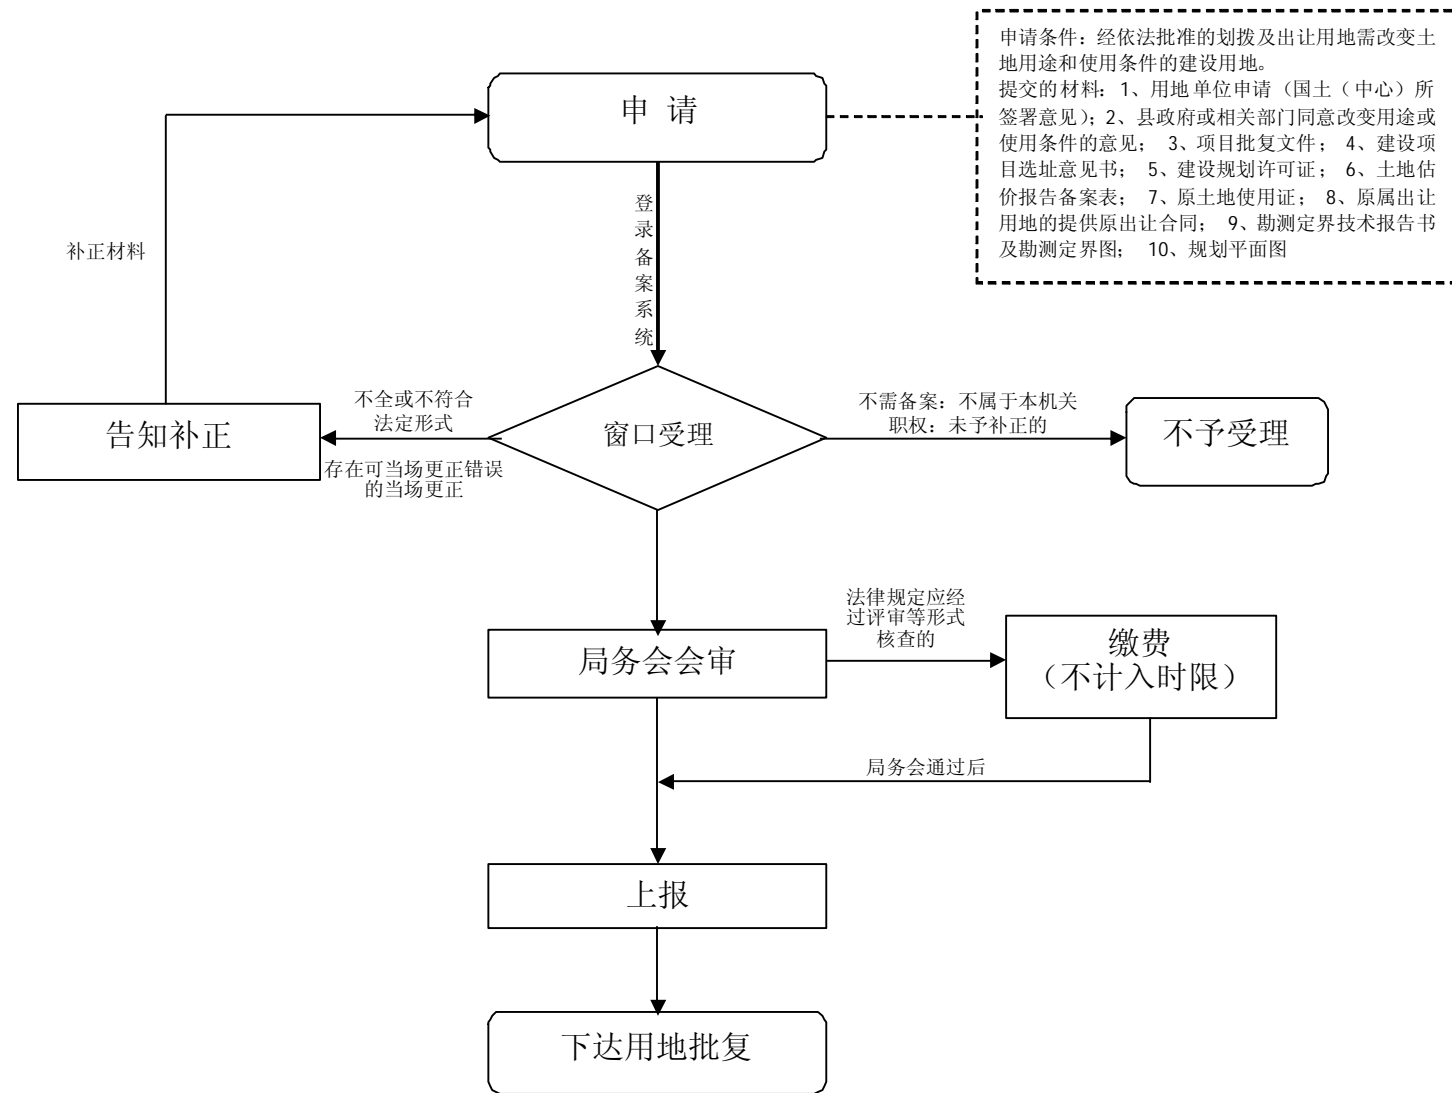 申请条件：经依法批准的划拨及出让用地需改变土
地用途和使用条件的建设用地。
提交的材料：1、用地单位申请（国土（中心）所
签署意见）；2、县政府或相关部门同意改变用途或
使用条件的意见； 3、项目批复文件； 4、建设项
目选址意见书； 5、建设规划许可证； 6、土地估
价报告备案表； 7、原土地使用证； 8、原属出让
用地的提供原出让合同； 9、勘测定界技术报告书
及勘测定界图； 10、规划平面图
申 请
登录备案系统
补正材料
不全或不符合
法定形式
告知补正
存在可当场更正错误
的当场更正
窗口受理
不需备案：不属于本机关
职权：未予补正的
不予受理
法律规定应经
过评审等形式
核查的
局务会会审
缴费
（不计入时限）
局务会通过后
上报
下达用地批复